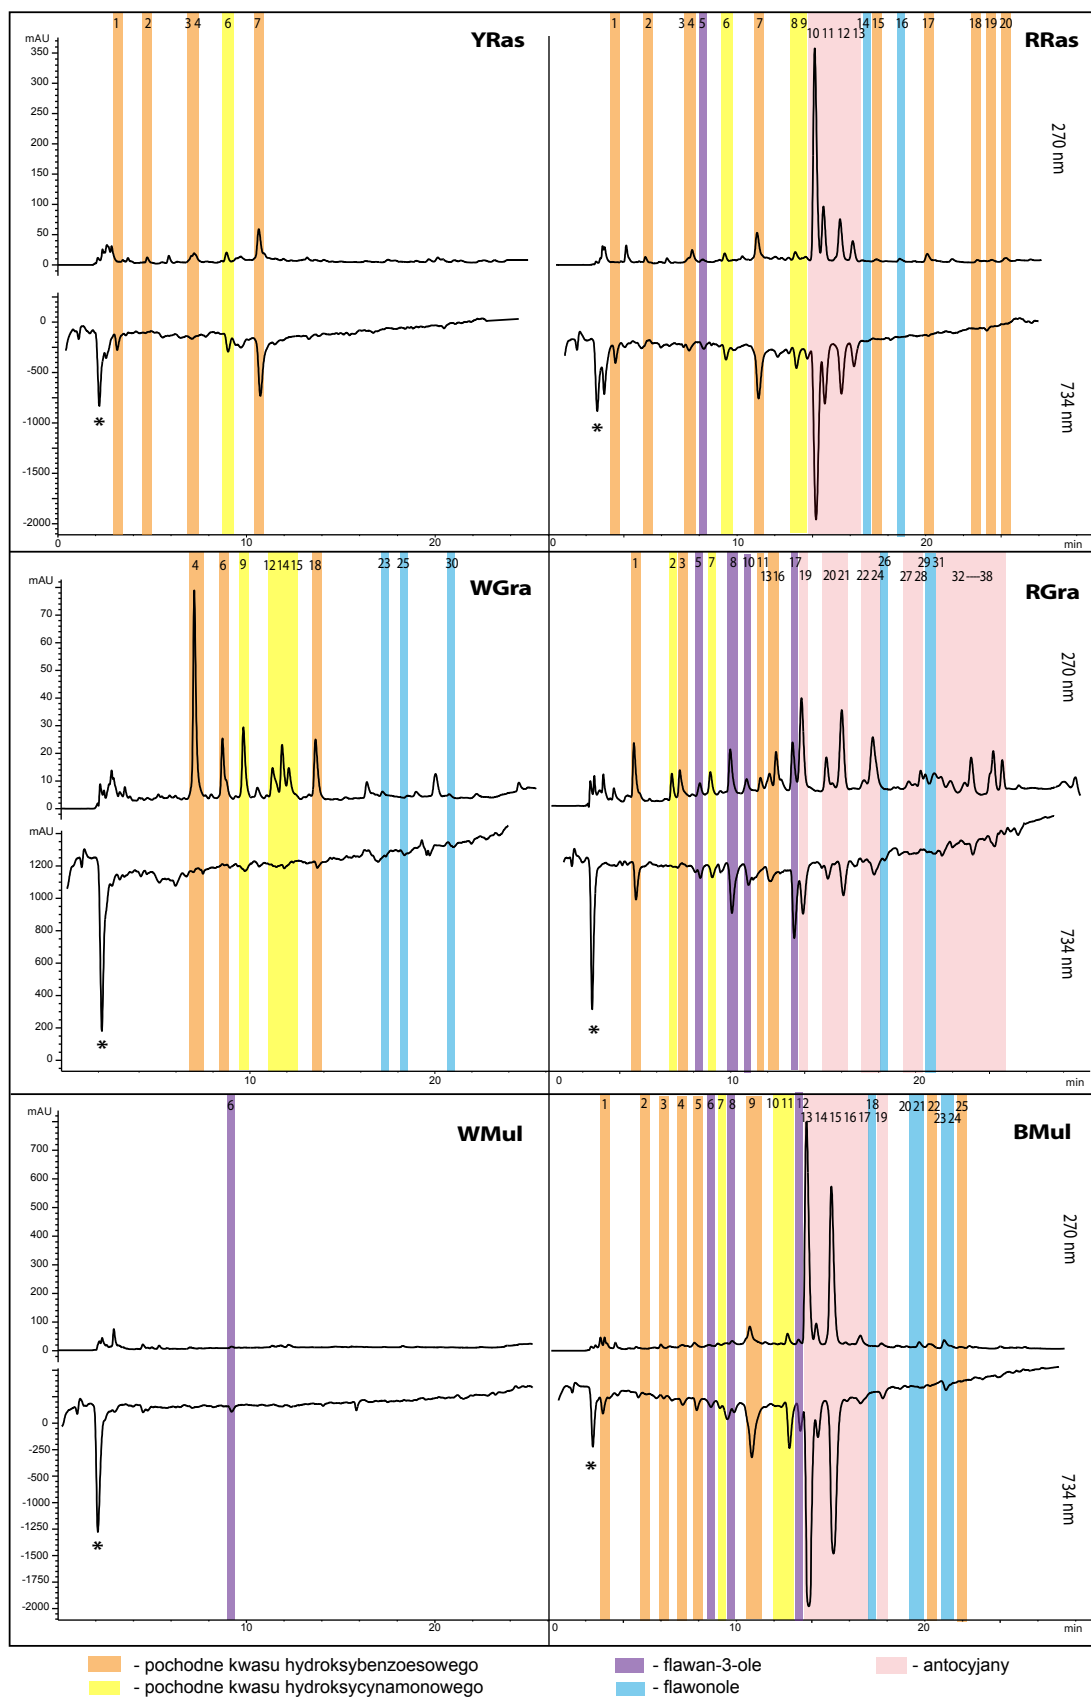 1 2 3 4 6 7
mAU YRas
350
300
250
200
150
100
50
0
0
-500
-1000
-1500
-2000
*
0 10 20
1 2 3 4 5 6 7 8 9 14 15 16 17 18 19 20
10 11 12 13
RRas
270 nm
734 nm
*
0 10 20 min
4 6 9 12 14 15 18 23 25 30
mAU WGra
80
70
60
50
40
30
20
10
0
mAU
1200
1000
800
600
400
200
0
*
10 20
1 2 3 5 7 8 10 11 17 26 29 31
13 16 19 20 21 22 24 27 28 32 ---- 38
RGra
270 nm
734 nm
*
0 10 20 min
6
mAU WMul
700
600
500
400
300
200
100
0
0
-250
-500
-1000
-1250
-1500
-1750
-2000
*
10 20
1 2 3 4 5 6 7 8 9 10 11 12 18 20 21 22 25
13 14 15 16 17 19 23 24
BMul
270 nm
734 nm
*
0 10 20 min
- pochodne kwasu hydroksybenzoesowego
- flawan-3-ole
- antocyjany
- pochodne kwasu hydroksycynamonowego
- flawonole